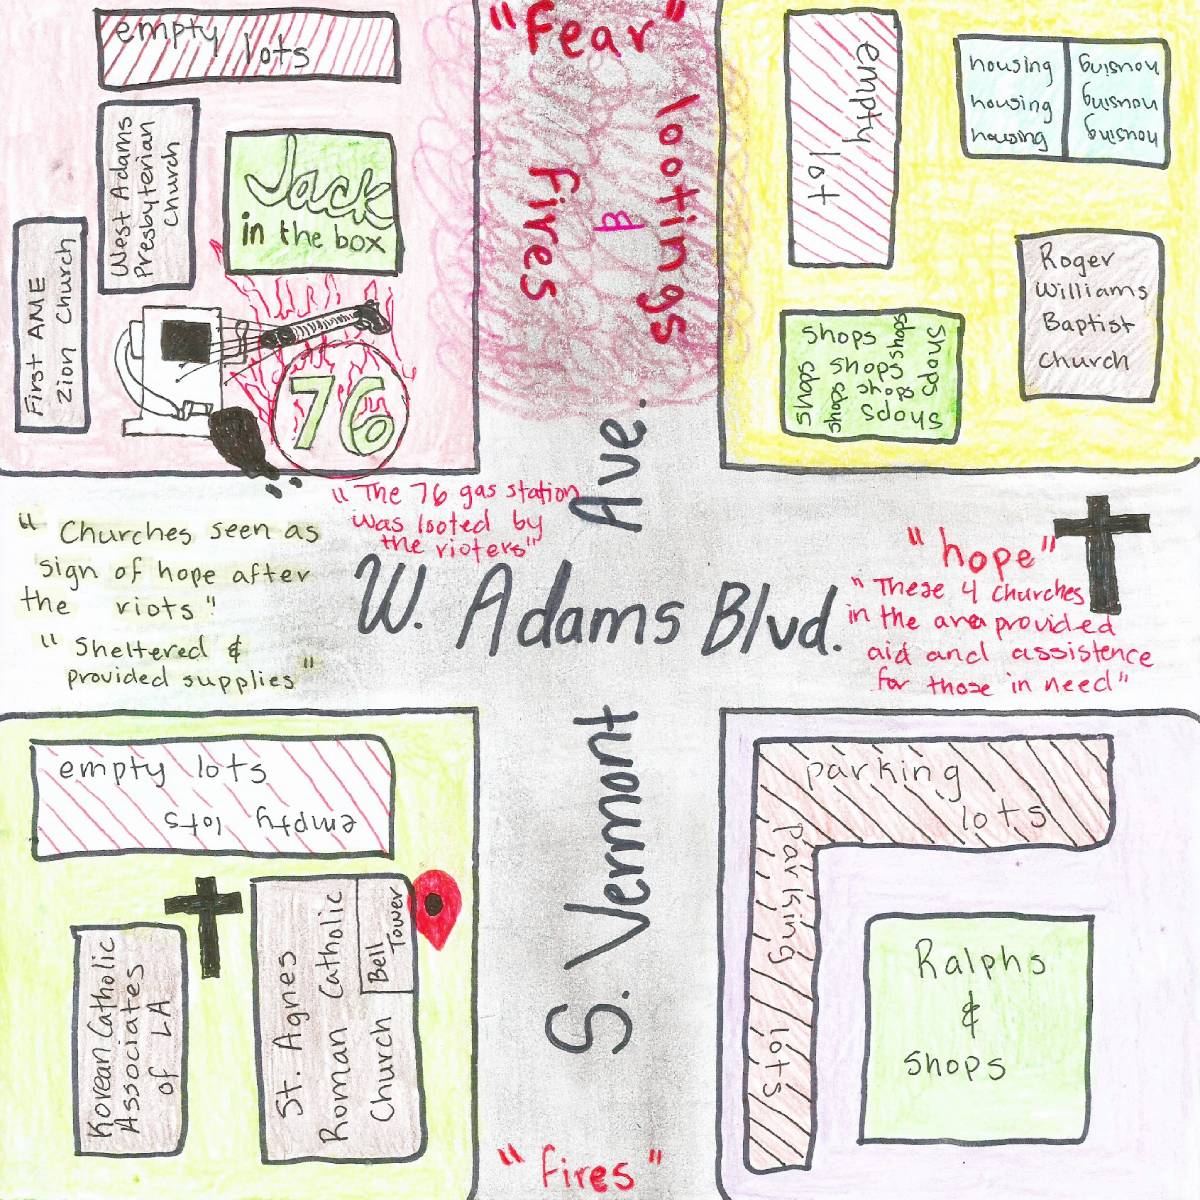 empty lots
West Adams
Presbyterian
Church
Jack
in the box
First AME
Zion Church
76
"Fear"
lootings
&
fires
empty
lot
housing
housing
housing
housing
housing
housing
Roger
Williams
Baptist
Church
shops
shops
shops
shops
shops
shops
shops
shops
"The 76 gas station
was looted by
the rioters"
"Churches seen as
sign of hope after
the riots"
"Sheltered &
provided supplies"
W. Adams Blvd.
S. Vermont Ave.
"hope"
"These 4 churches
in the area provided
aid and assistence
for those in need"
empty lots
empty lots
Korean Catholic
Associates
of LA
St. Agnes
Roman Catholic
Church
Bell
Tower
parking
lots
Parking lots
Ralphs
&
shops
"fires"